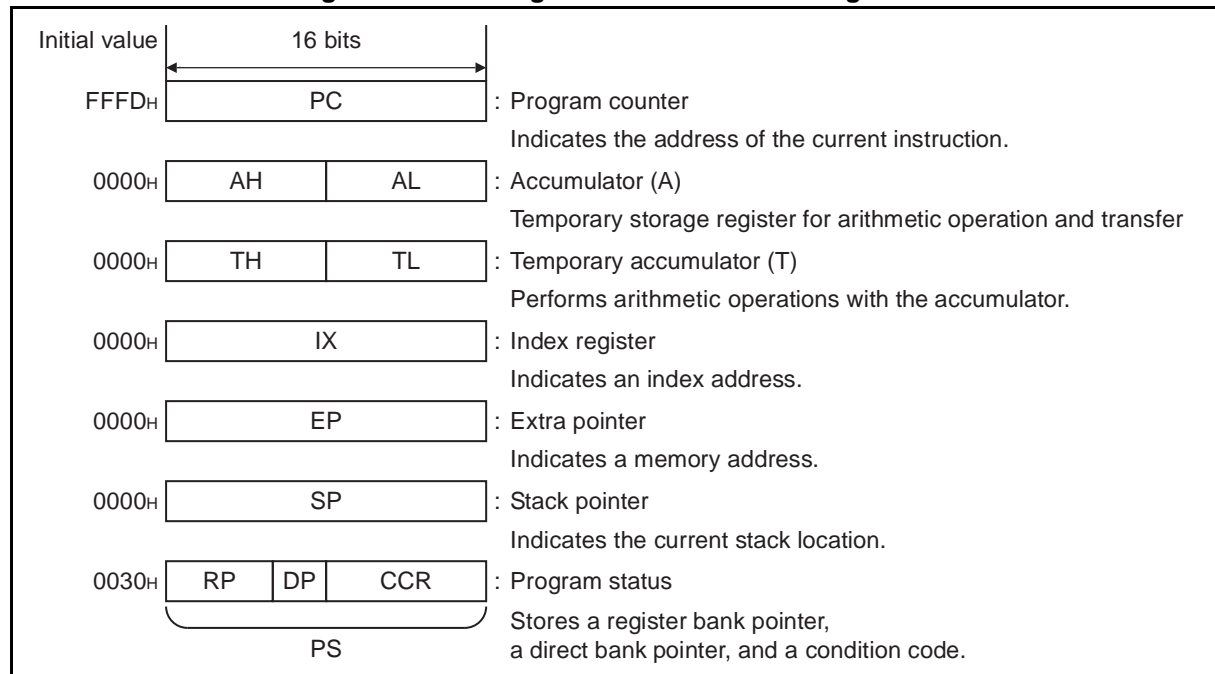 Initial value 16 bits
FFFDH PC : Program counter
Indicates the address of the current instruction.
0000H AH AL : Accumulator (A)
Temporary storage register for arithmetic operation and transfer
0000H TH TL : Temporary accumulator (T)
Performs arithmetic operations with the accumulator.
0000H IX : Index register
Indicates an index address.
0000H EP : Extra pointer
Indicates a memory address.
0000H SP : Stack pointer
Indicates the current stack location.
0030H RP DP CCR : Program status
Stores a register bank pointer,
PS a direct bank pointer, and a condition code.